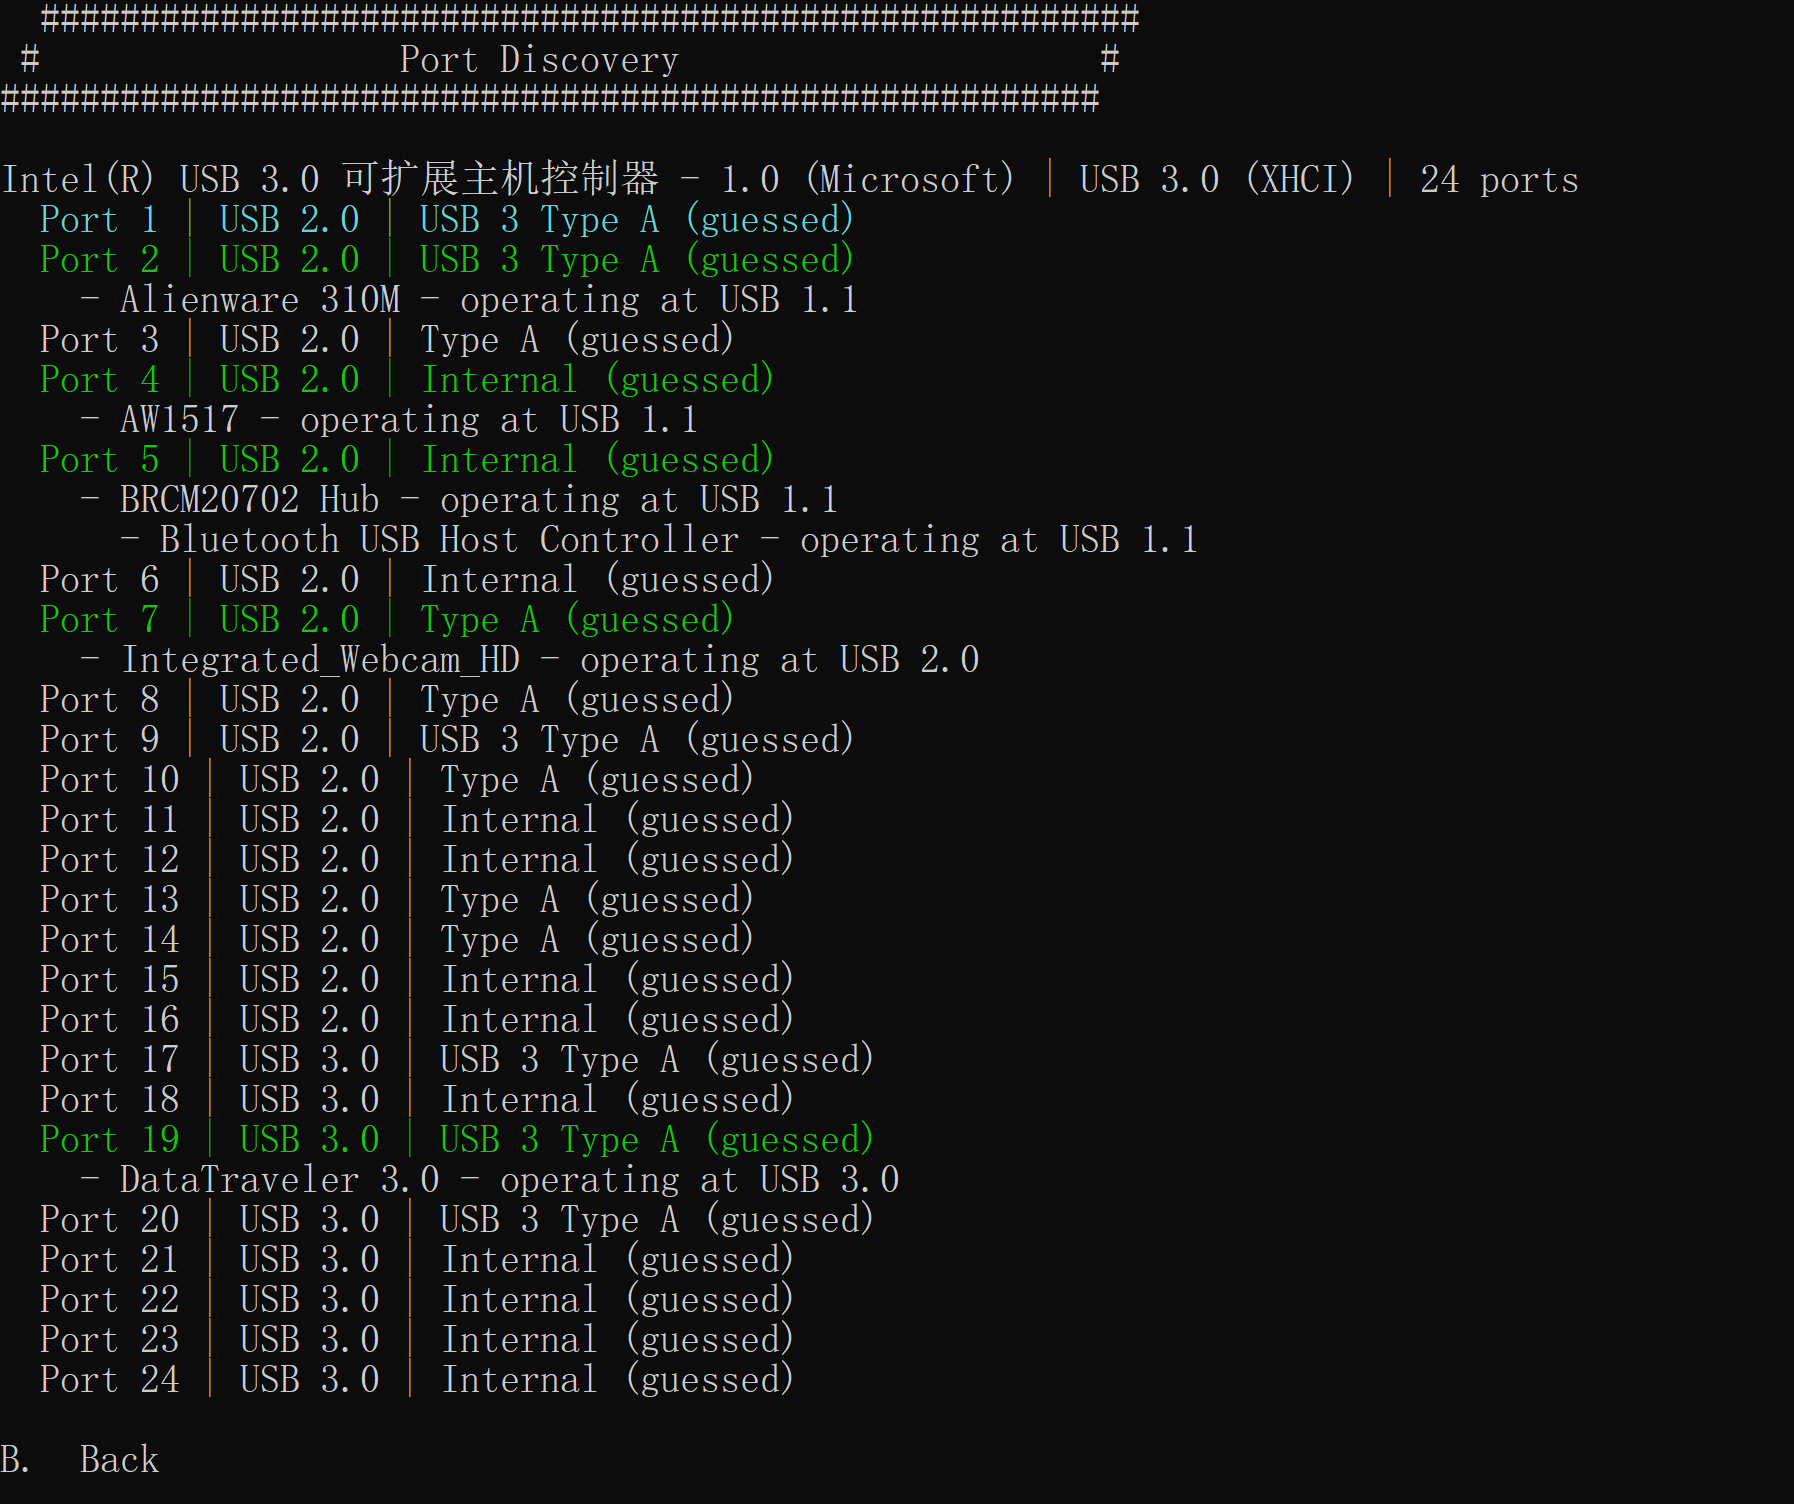 #######################################################
# Port Discovery #
#######################################################
Intel(R) USB 3.0 可扩展主机控制器 - 1.0 (Microsoft) | USB 3.0 (XHCI) | 24 ports
Port 1 | USB 2.0 | USB 3 Type A (guessed)
Port 2 | USB 2.0 | USB 3 Type A (guessed)
- Alienware 310M - operating at USB 1.1
Port 3 | USB 2.0 | Type A (guessed)
Port 4 | USB 2.0 | Internal (guessed)
- AW1517 - operating at USB 1.1
Port 5 | USB 2.0 | Internal (guessed)
- BRCM20702 Hub - operating at USB 1.1
- Bluetooth USB Host Controller - operating at USB 1.1
Port 6 | USB 2.0 | Internal (guessed)
Port 7 | USB 2.0 | Type A (guessed)
- Integrated_Webcam_HD - operating at USB 2.0
Port 8 | USB 2.0 | Type A (guessed)
Port 9 | USB 2.0 | USB 3 Type A (guessed)
Port 10 | USB 2.0 | Type A (guessed)
Port 11 | USB 2.0 | Internal (guessed)
Port 12 | USB 2.0 | Internal (guessed)
Port 13 | USB 2.0 | Type A (guessed)
Port 14 | USB 2.0 | Type A (guessed)
Port 15 | USB 2.0 | Internal (guessed)
Port 16 | USB 2.0 | Internal (guessed)
Port 17 | USB 3.0 | USB 3 Type A (guessed)
Port 18 | USB 3.0 | Internal (guessed)
Port 19 | USB 3.0 | USB 3 Type A (guessed)
- DataTraveler 3.0 - operating at USB 3.0
Port 20 | USB 3.0 | USB 3 Type A (guessed)
Port 21 | USB 3.0 | Internal (guessed)
Port 22 | USB 3.0 | Internal (guessed)
Port 23 | USB 3.0 | Internal (guessed)
Port 24 | USB 3.0 | Internal (guessed)
B. Back